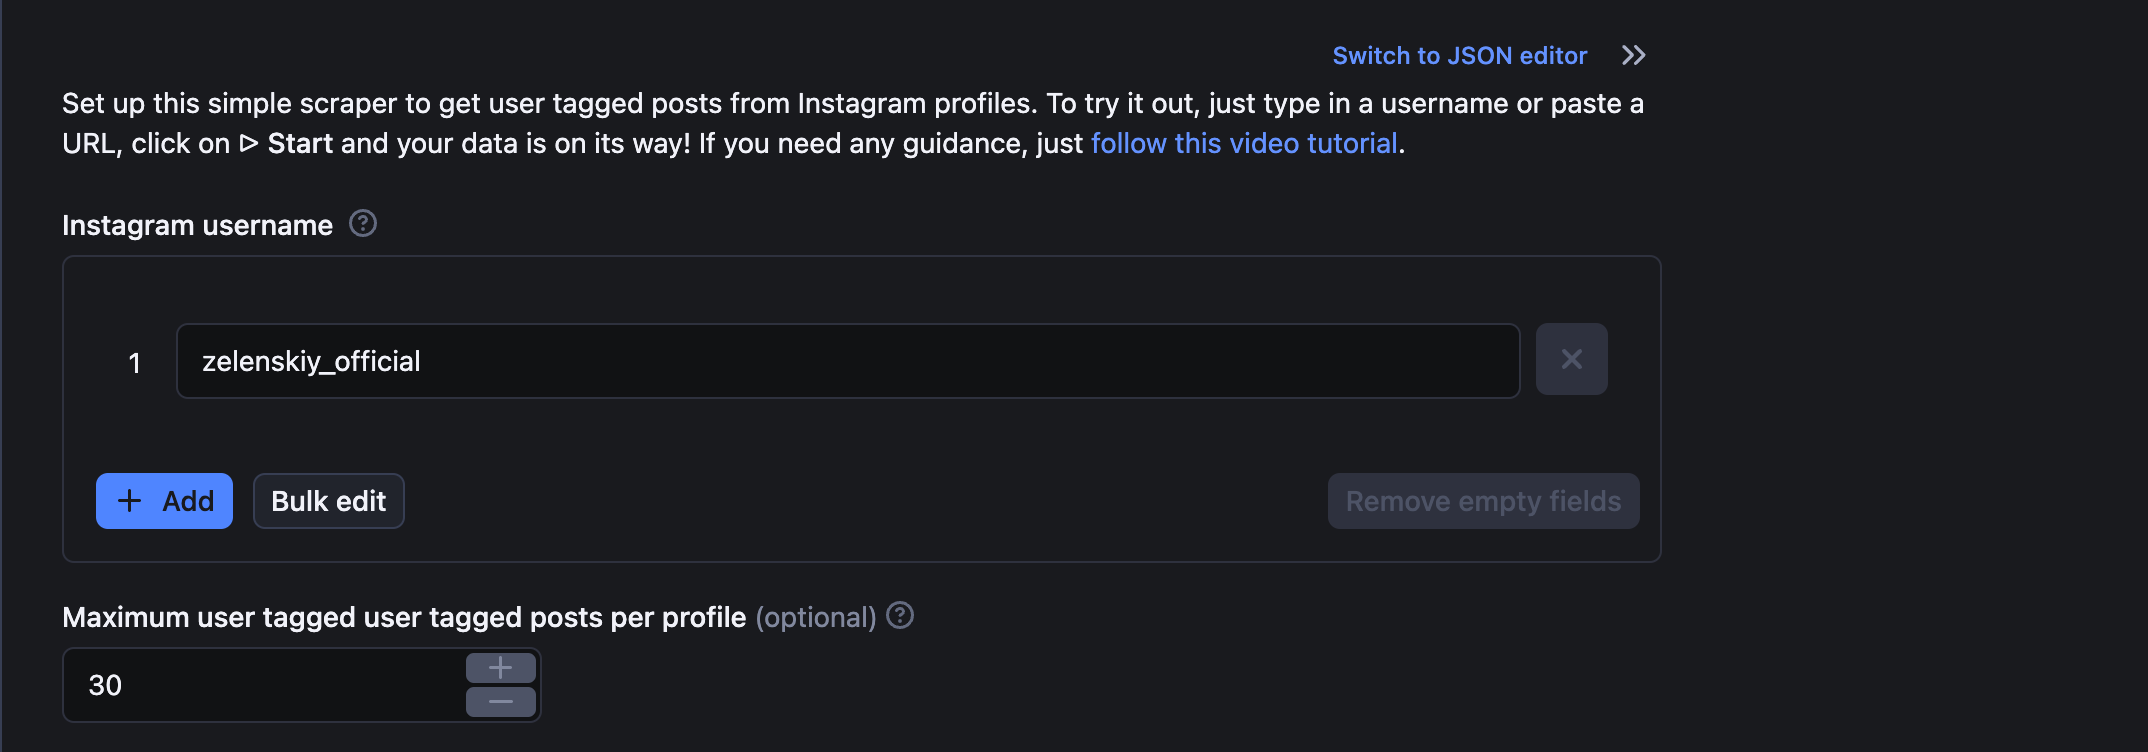 Switch to JSON editor
Set up this simple scraper to get user tagged posts from Instagram profiles. To try it out, just type in a username or paste a
URL, click on ▷ Start and your data is on its way! If you need any guidance, just follow this video tutorial.
Instagram username
1 zelenskiy_official
+ Add Bulk edit Remove empty fields
Maximum user tagged user tagged posts per profile (optional)
30